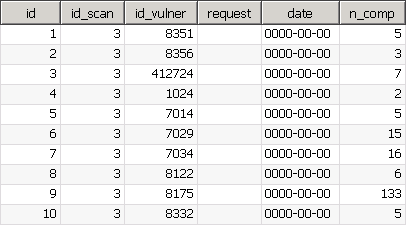 id id_scan id_vulner request date n_comp
1 3 8351 0000-00-00 5
2 3 8356 0000-00-00 3
3 3 412724 0000-00-00 7
4 3 1024 0000-00-00 2
5 3 7014 0000-00-00 5
6 3 7029 0000-00-00 15
7 3 7034 0000-00-00 16
8 3 8122 0000-00-00 6
9 3 8175 0000-00-00 133
10 3 8332 0000-00-00 5